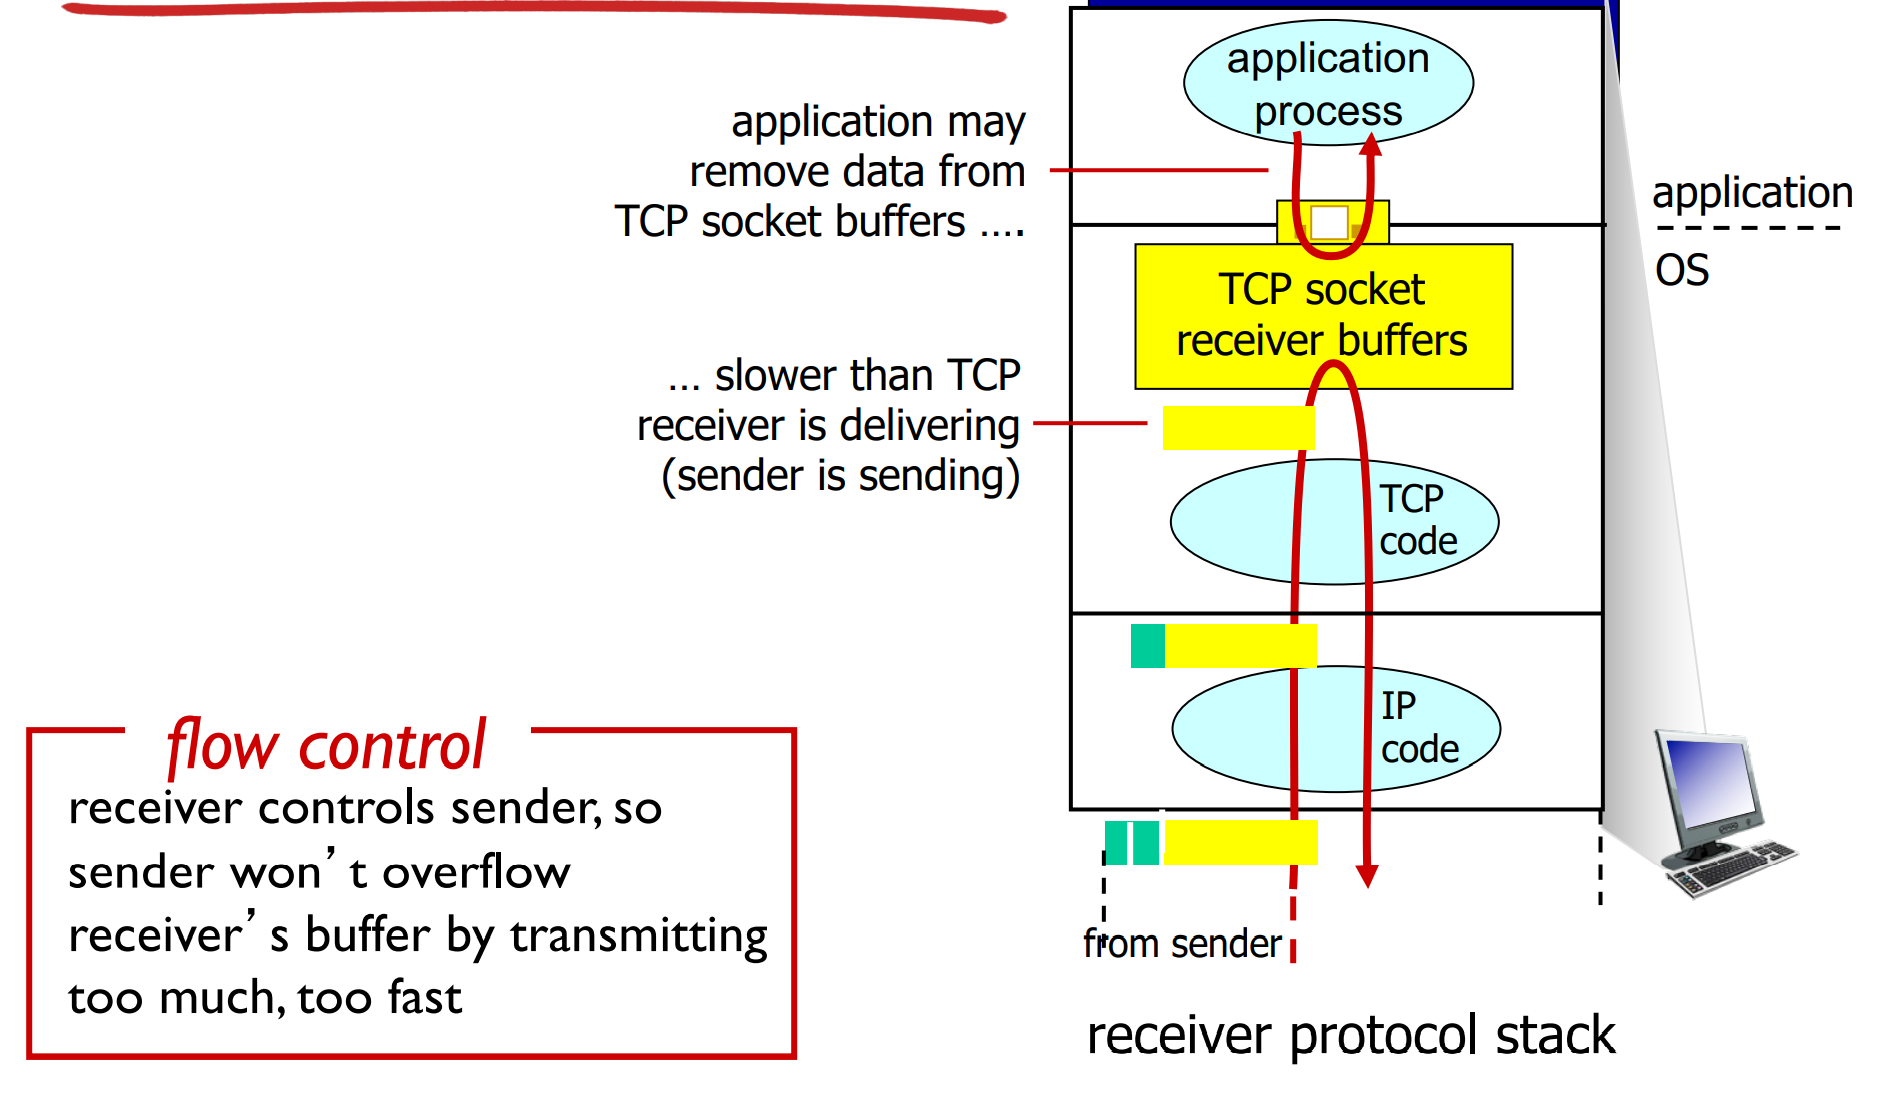 application
process
application may
remove data from
TCP socket buffers ....
application
OS
TCP socket
receiver buffers
... slower than TCP
receiver is delivering
(sender is sending)
TCP
code
IP
code
flow control
receiver controls sender, so
sender won’ t overflow
receiver’ s buffer by transmitting
too much, too fast
from sender
receiver protocol stack